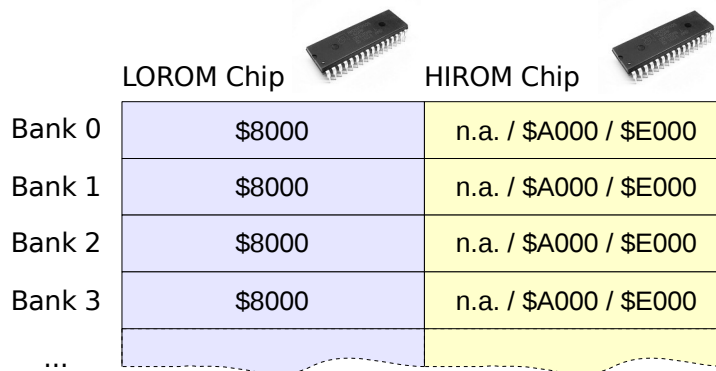 LOROM Chip HIROM Chip
Bank 0 $8000 n.a. / $A000 / $E000
Bank 1 $8000 n.a. / $A000 / $E000
Bank 2 $8000 n.a. / $A000 / $E000
Bank 3 $8000 n.a. / $A000 / $E000
...